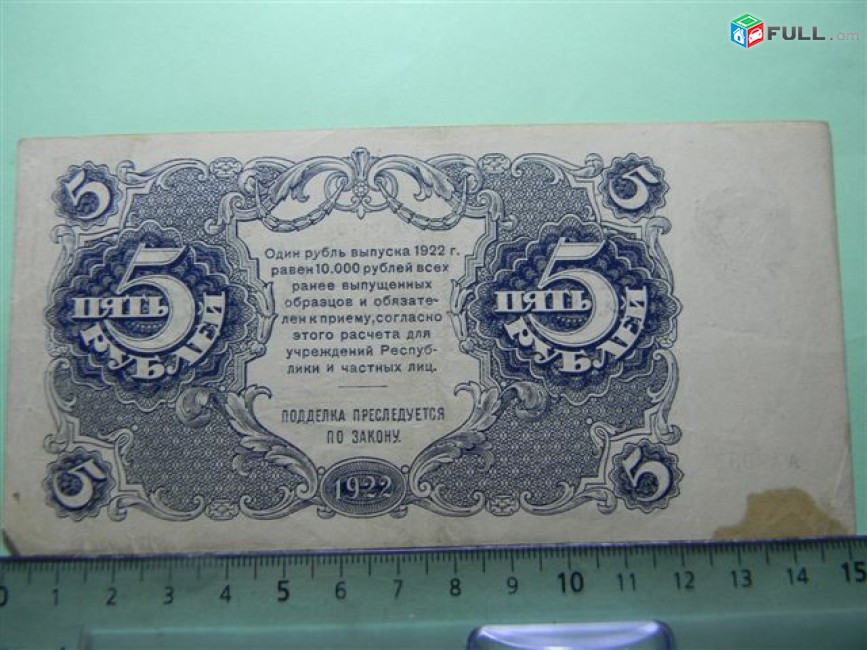 FULL.am
5
5
Один рубль выпуска 1922 г.
равен 10.000 рублей всех
ранее выпущенных
образцов и обязате-
лен к приему, согласно
этого расчета для
учреждений Респуб-
лики и частных лиц.
5
ПЯТЬ
РУБЛЕЙ
5
ПЯТЬ
РУБЛЕЙ
ПОДДЕЛКА ПРЕСЛЕДУЕТСЯ
ПО ЗАКОНУ.
5
1922
5
0 1 2 3 4 5 6 7 8 9 10 11 12 13 14 15